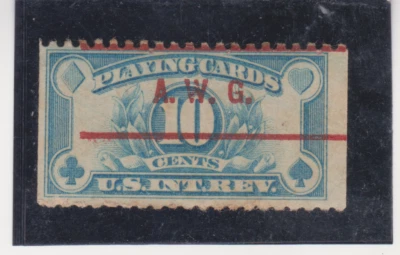 PLAYING CARDS
A. W. G.
10
CENTS
U.S. INT. REV.